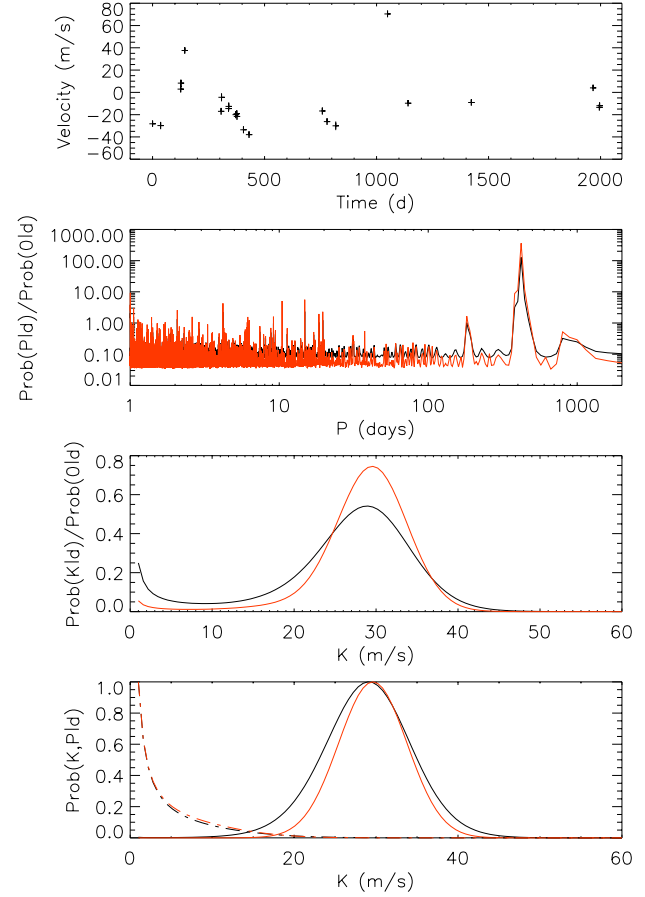 80
60
40
20
0
−20
−40
−60
Velocity (m/s)
0 500 1000 1500 2000
Time (d)
1000.00
100.00
10.00
1.00
0.10
0.01
Prob(P|d)/Prob(0|d)
1 10 100 1000
P (days)
0.8
0.6
0.4
0.2
0.0
Prob(K|d)/Prob(0|d)
0 10 20 30 40 50 60
K (m/s)
1.0
0.8
0.6
0.4
0.2
0.0
Prob(K,P|d)
0 20 40 60
K (m/s)